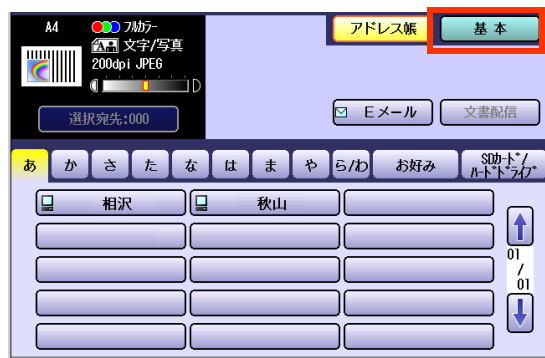 A4 フルカラー アドレス帳 基 本
A 文字/写真
200dpi JPEG
D
Eメール 文書配信
選択宛先:000
あ か さ た な は ま や ら/わ お好み SDカード/
ハードドライブ
相沢 秋山
01
/
01